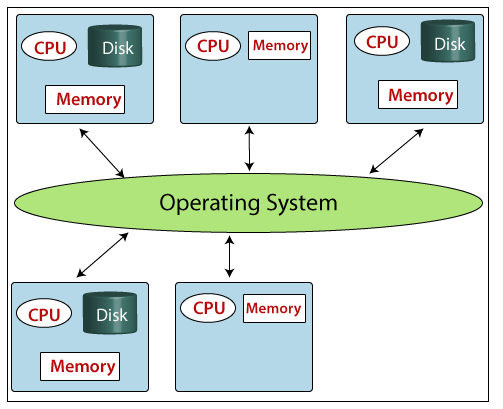 CPU
Disk
Memory
CPU
Memory
CPU
Disk
Memory
Operating System
CPU
Disk
Memory
CPU
Memory